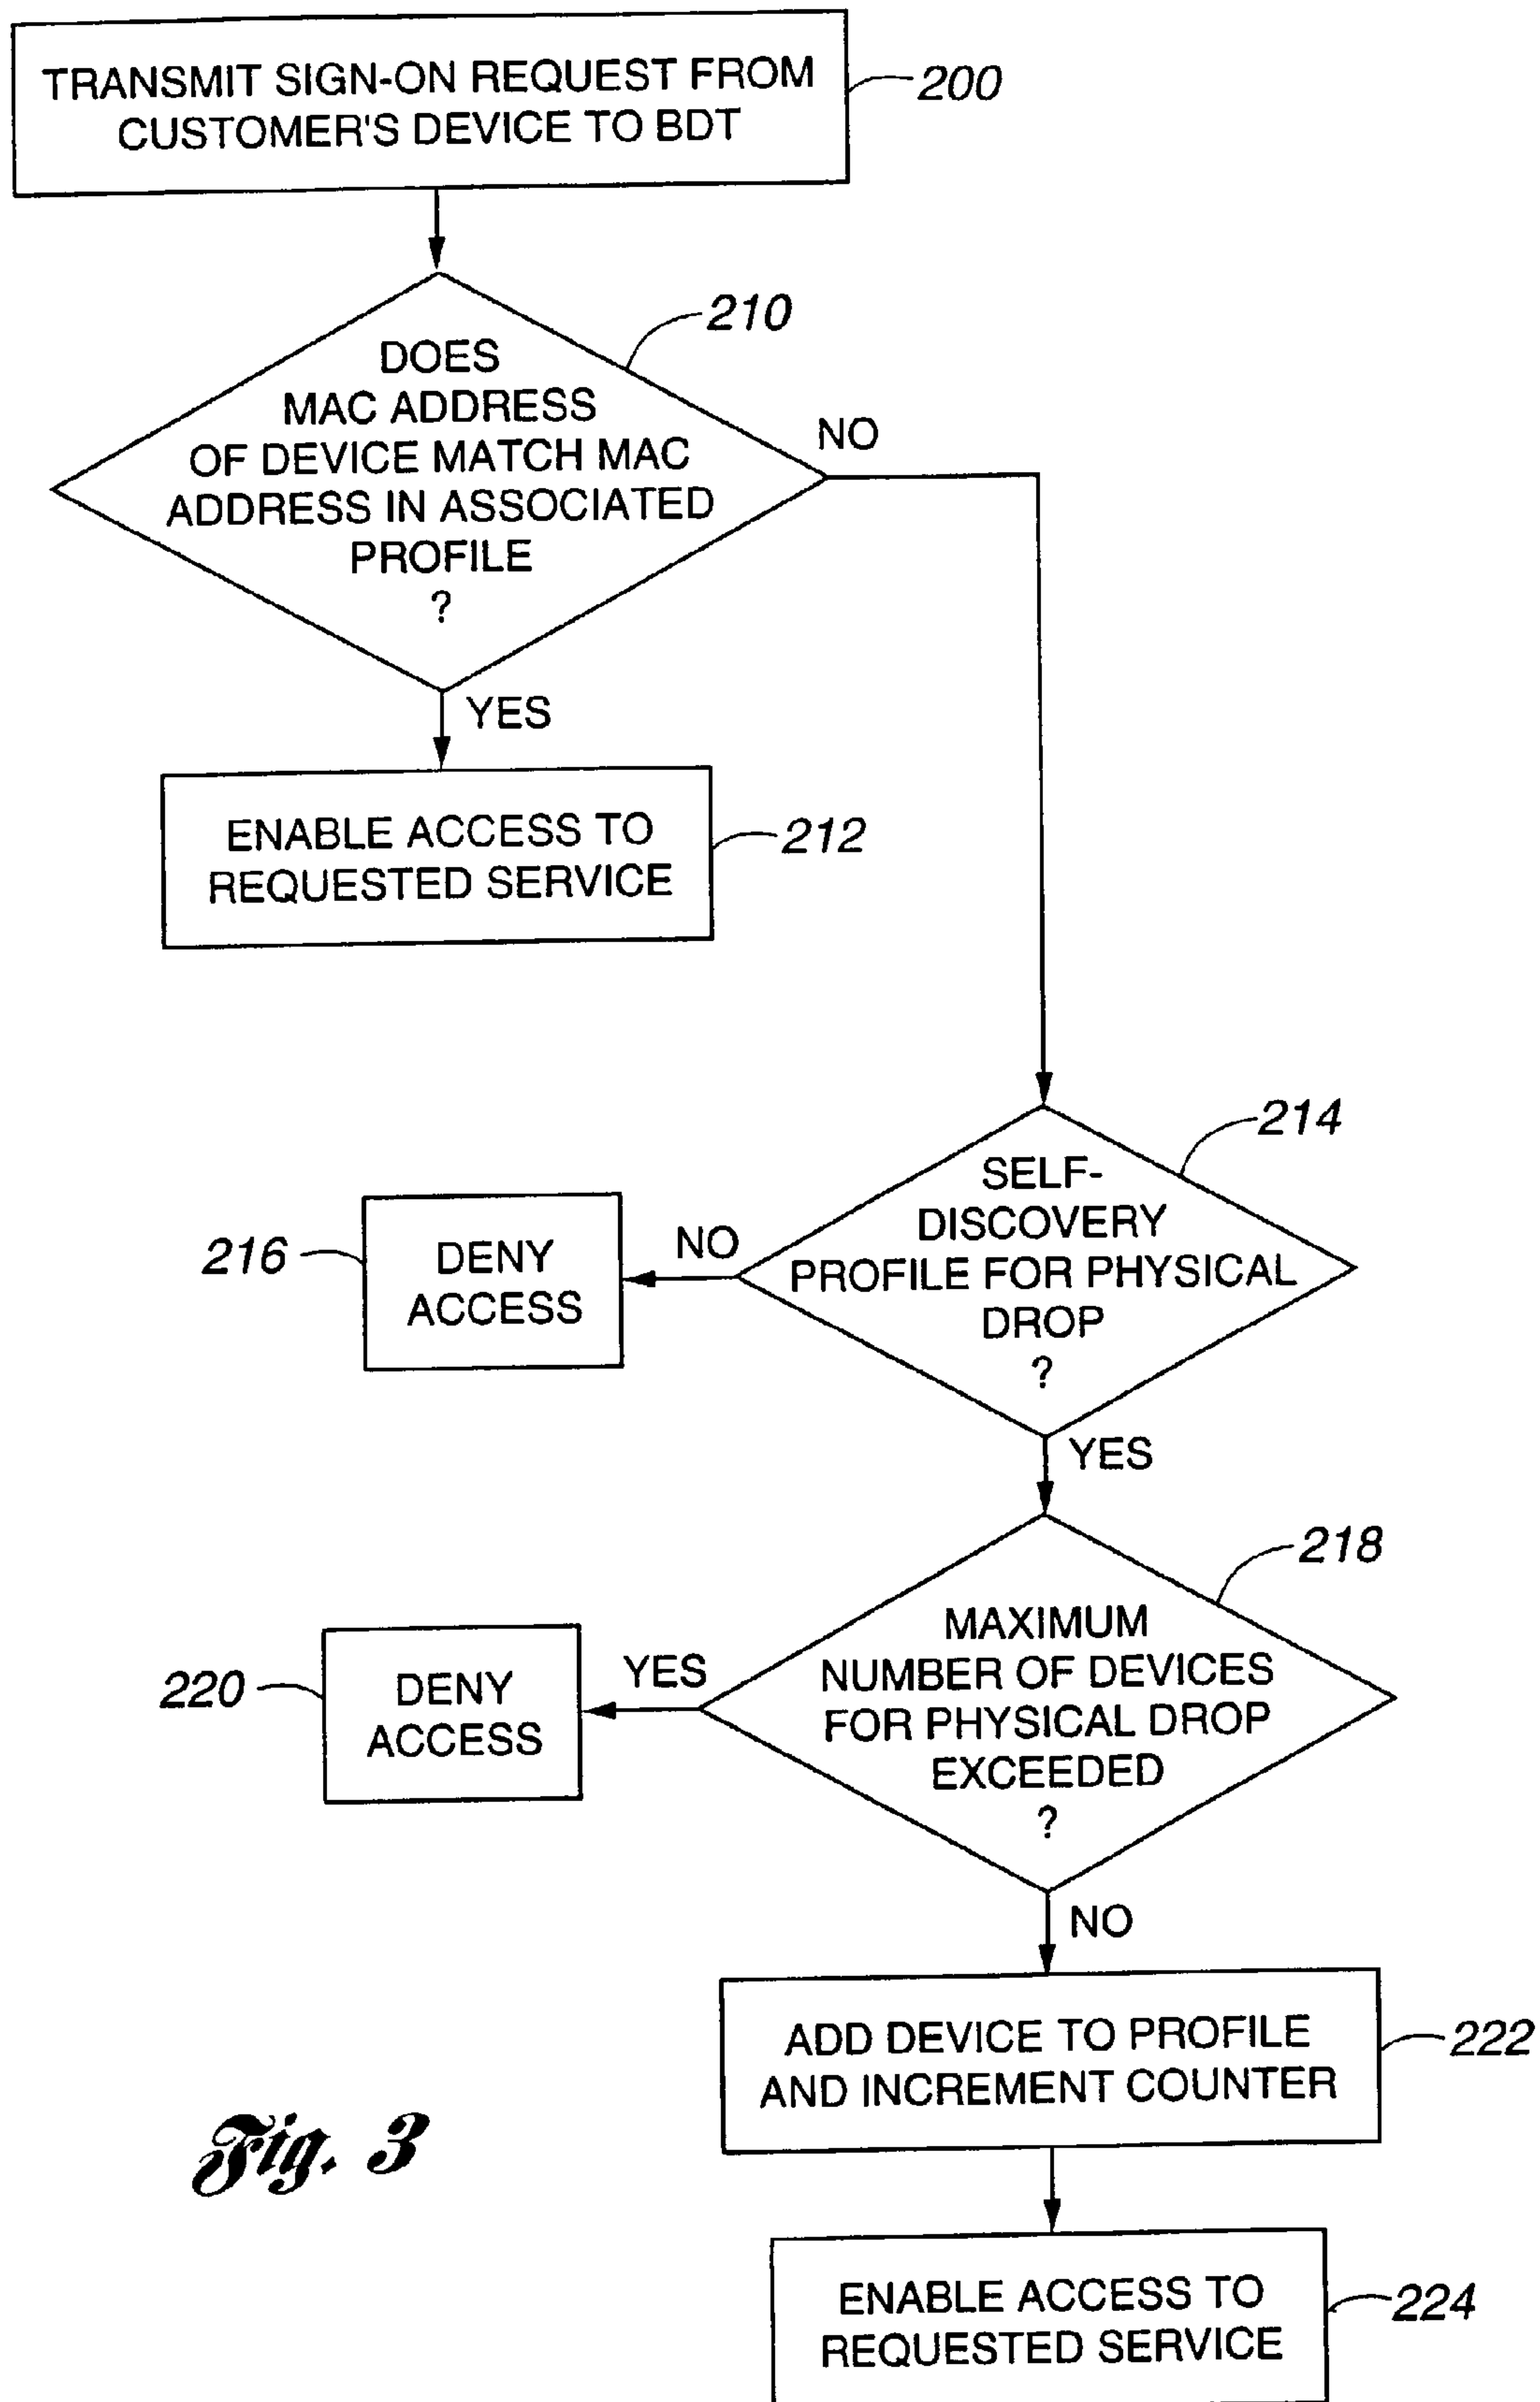 TRANSMIT SIGN-ON REQUEST FROM
CUSTOMER'S DEVICE TO BDT
200
210
DOES
MAC ADDRESS
OF DEVICE MATCH MAC
ADDRESS IN ASSOCIATED
PROFILE
?
NO
YES
ENABLE ACCESS TO
REQUESTED SERVICE
212
214
SELF-
DISCOVERY
PROFILE FOR PHYSICAL
DROP
?
NO
216
DENY
ACCESS
YES
218
MAXIMUM
NUMBER OF DEVICES
FOR PHYSICAL DROP
EXCEEDED
?
YES
220
DENY
ACCESS
NO
ADD DEVICE TO PROFILE
AND INCREMENT COUNTER
222
Fig. 3
ENABLE ACCESS TO
REQUESTED SERVICE
224